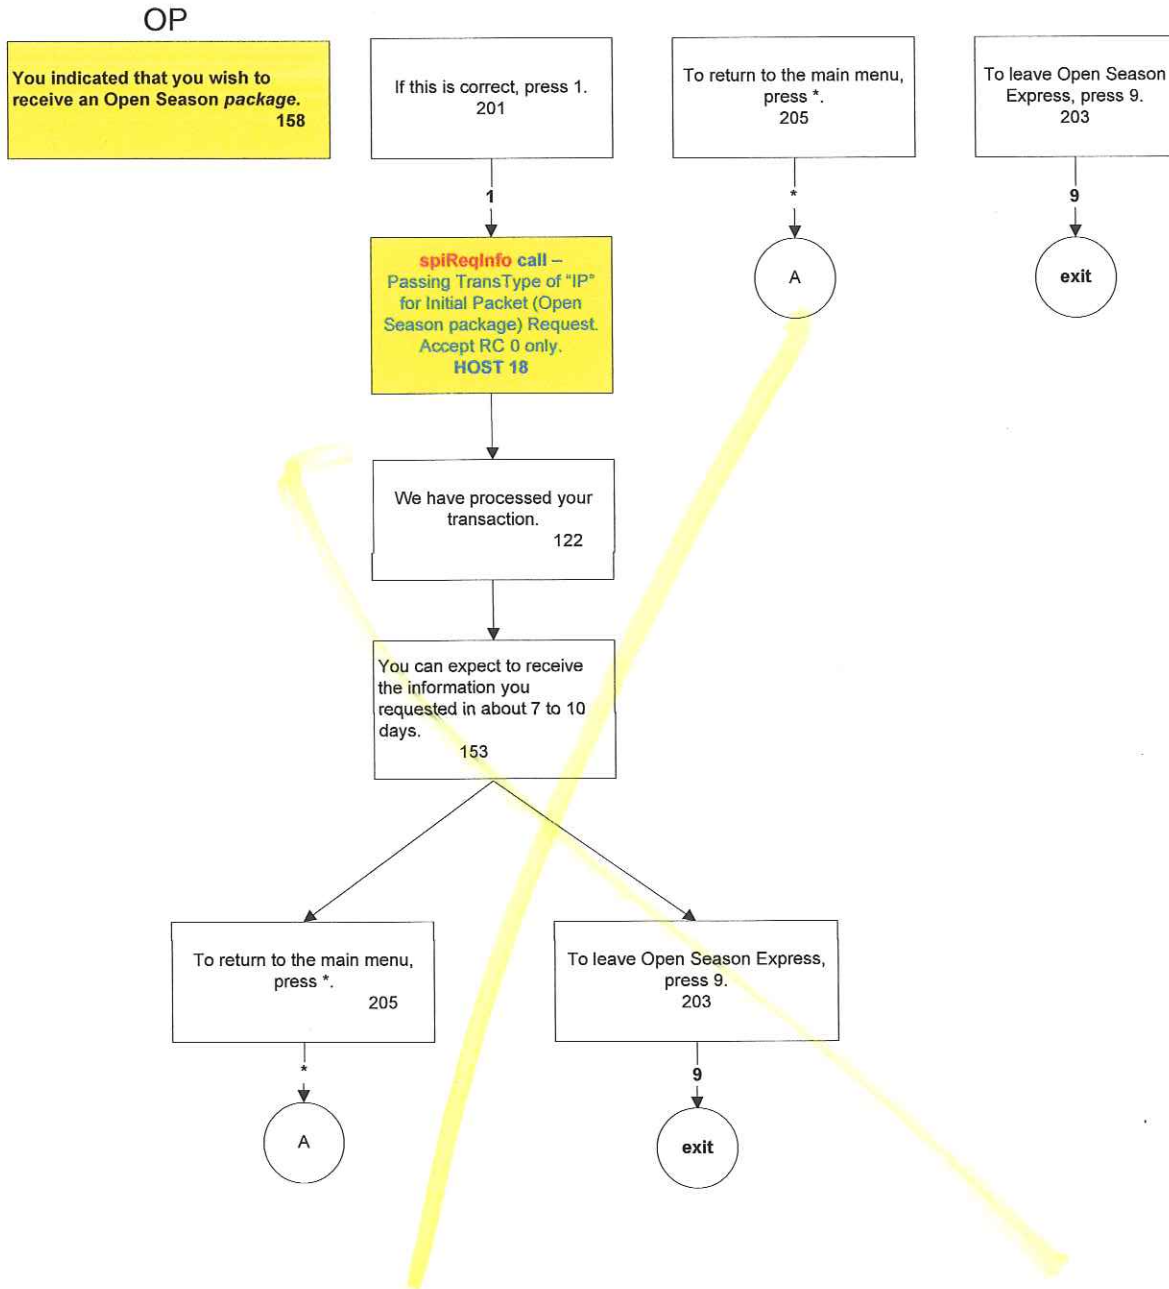 OP
You indicated that you wish to
receive an Open Season package.
158
If this is correct, press 1.
201
To return to the main menu,
press *.
205
To leave Open Season
Express, press 9.
203
1
*
9
spiReqInfo call –
Passing TransType of “IP”
for Initial Packet (Open
Season package) Request.
Accept RC 0 only.
HOST 18
A
exit
We have processed your
transaction.
122
You can expect to receive
the information you
requested in about 7 to 10
days.
153
To return to the main menu,
press *.
205
To leave Open Season Express,
press 9.
203
*
9
A
exit